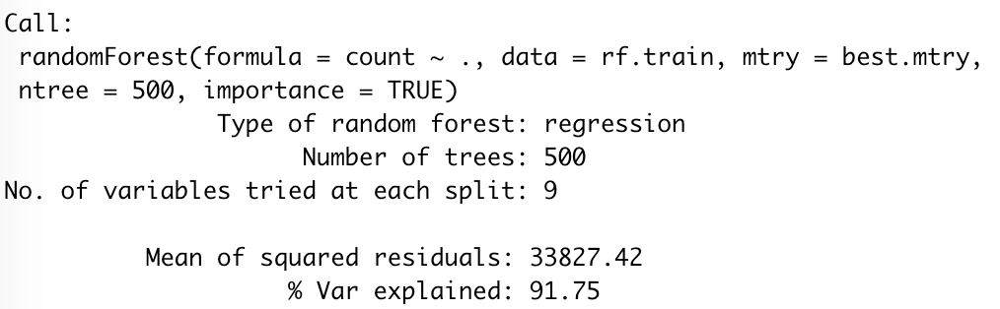 Call:
 randomForest(formula = count ~ ., data = rf.train, mtry = best.mtry,
 ntree = 500, importance = TRUE)
               Type of random forest: regression
                     Number of trees: 500
No. of variables tried at each split: 9

          Mean of squared residuals: 33827.42
                    % Var explained: 91.75